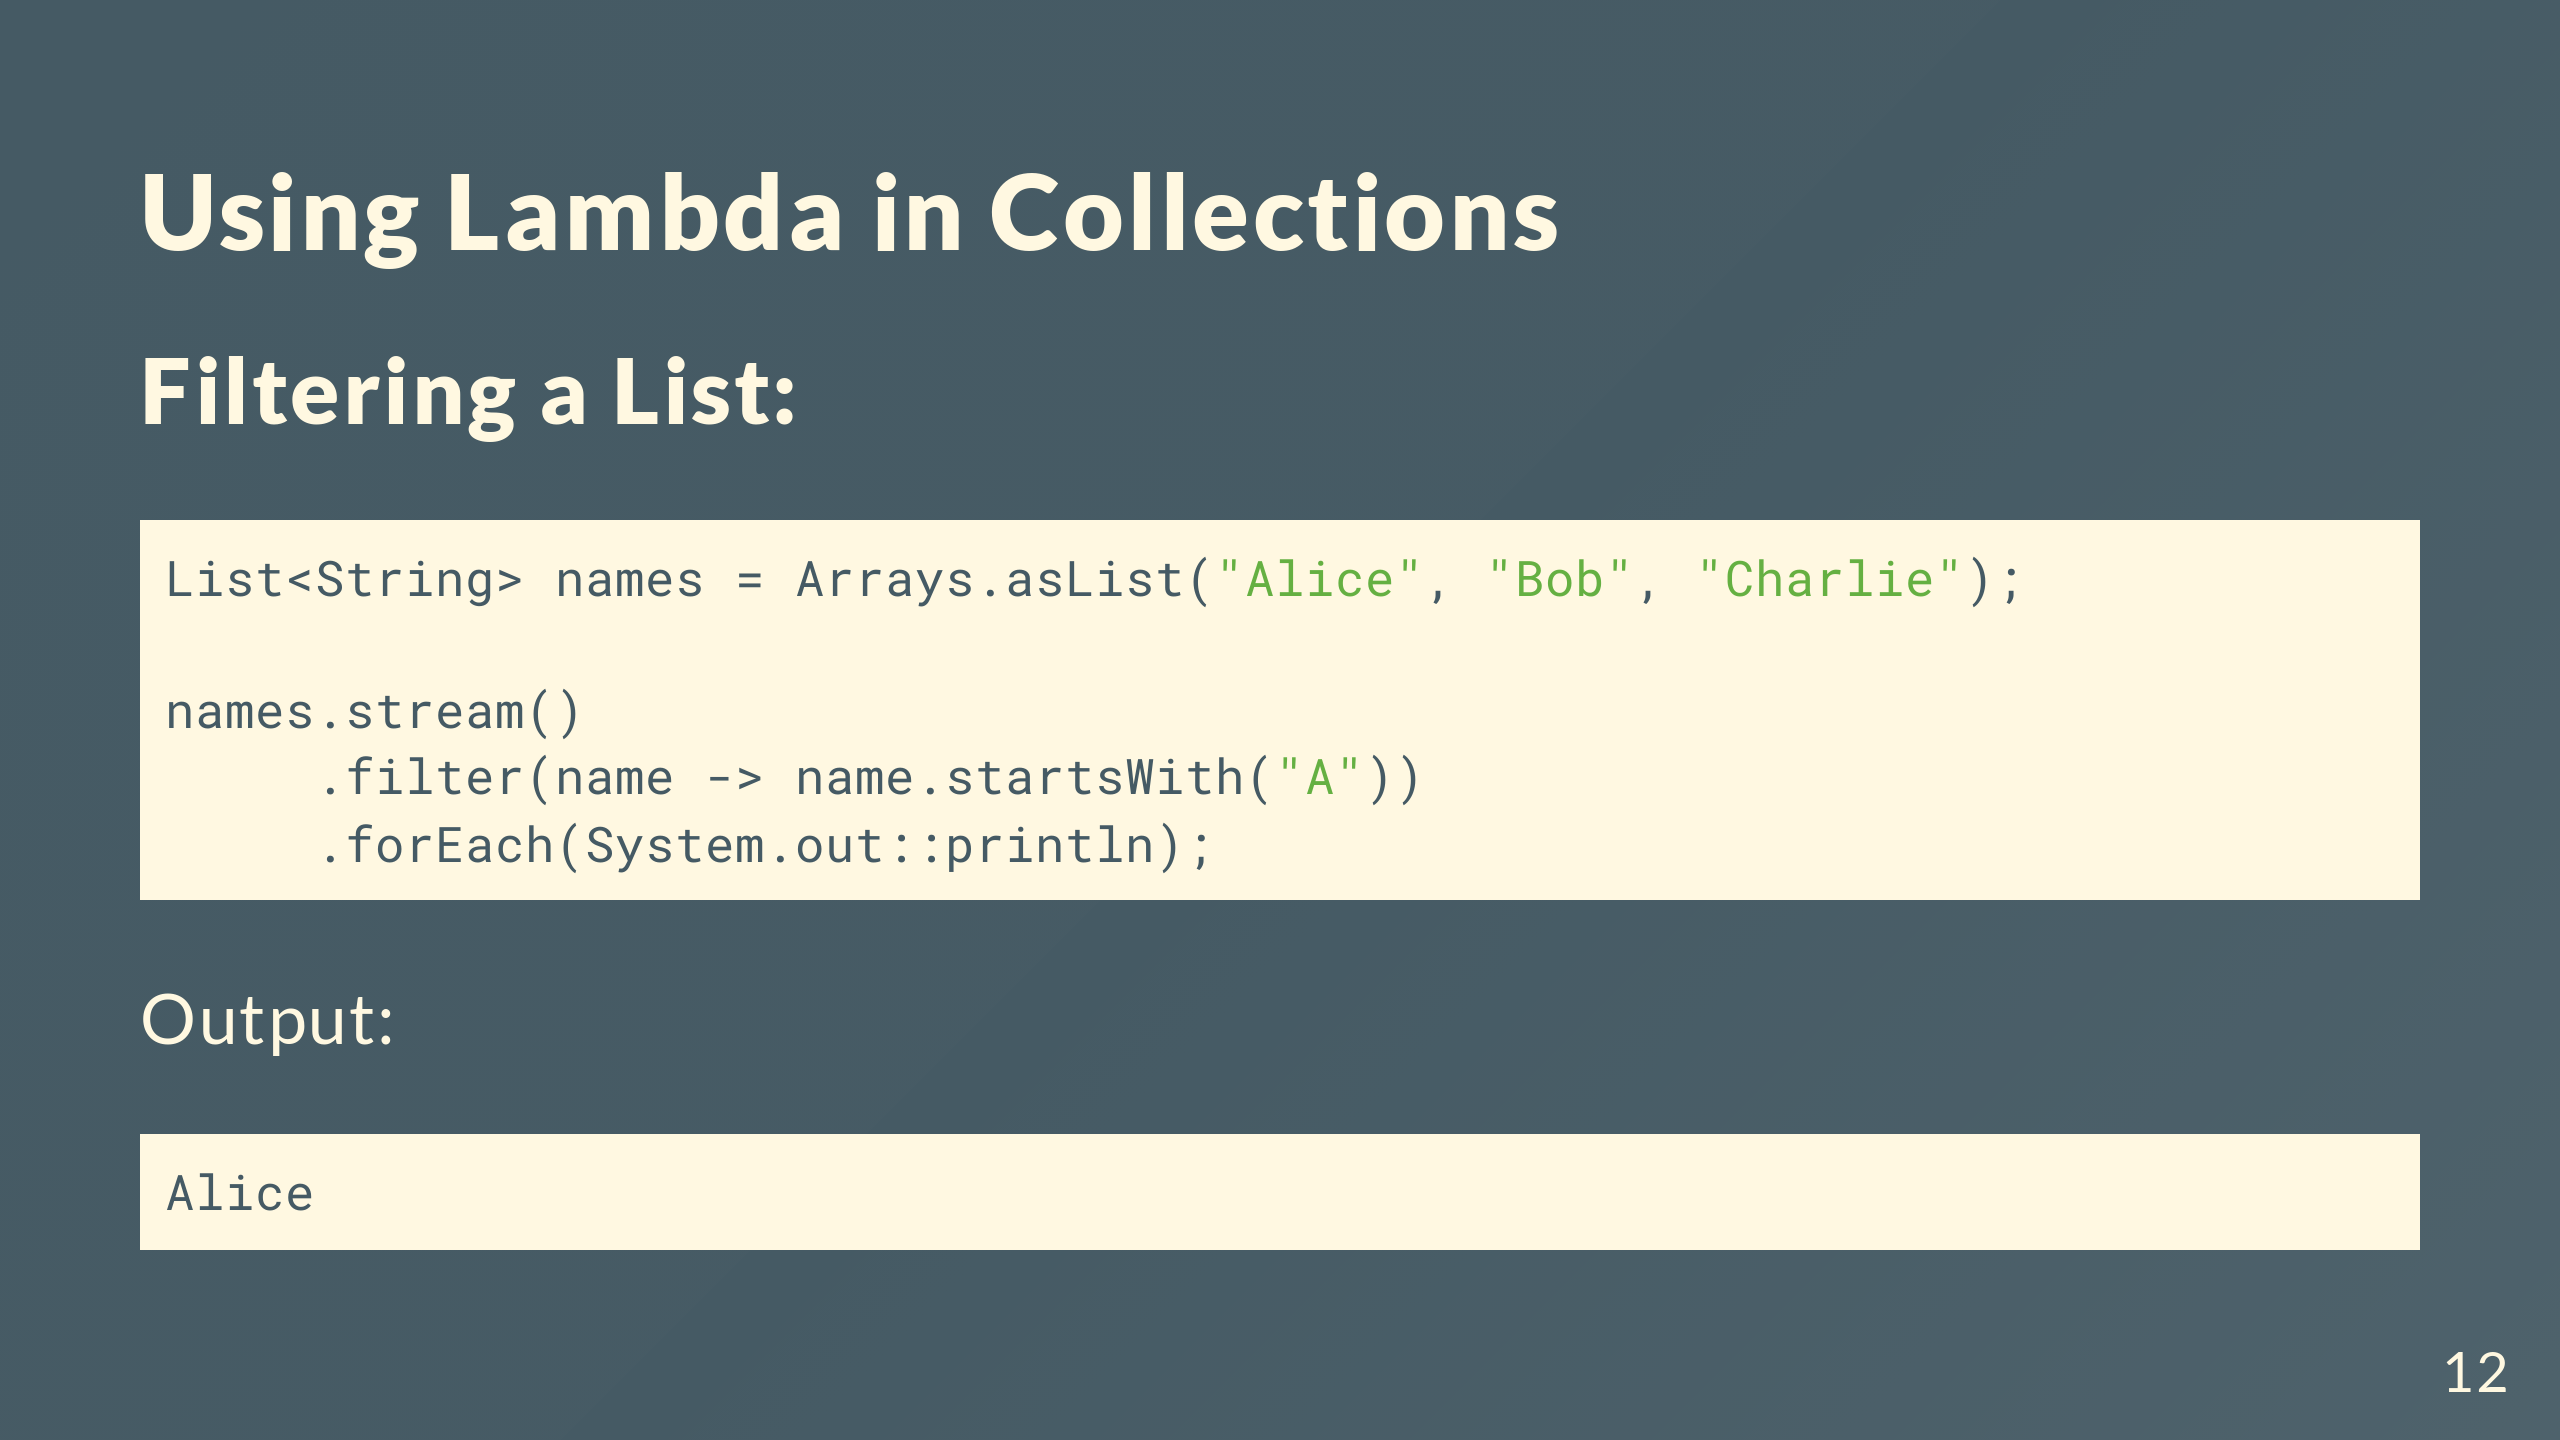 Using Lambda in Collections
Filtering a List:
List<String> names = Arrays.asList("Alice", "Bob", "Charlie");
names.stream()
     .filter(name -> name.startsWith("A"))
     .forEach(System.out::println);
Output:
Alice
12